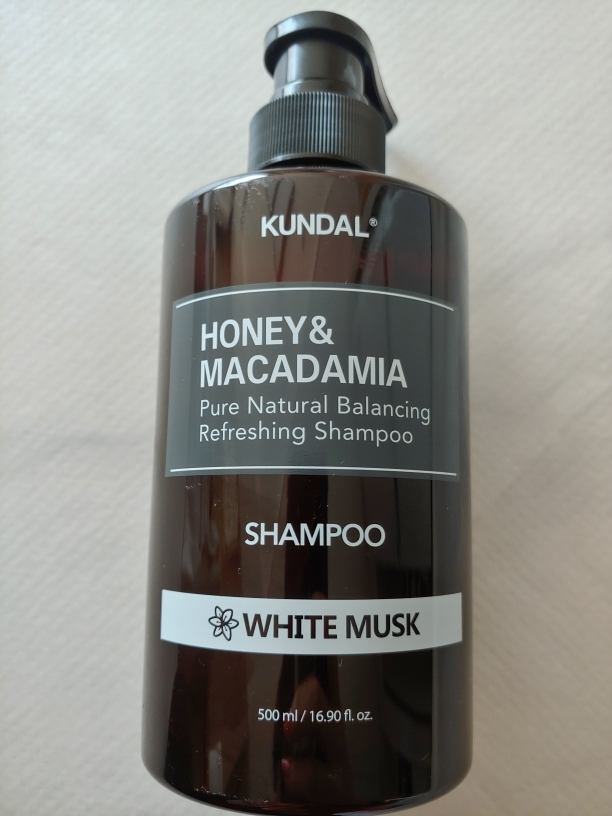 KUNDAL®
HONEY&
MACADAMIA
Pure Natural Balancing
Refreshing Shampoo
SHAMPOO
WHITE MUSK
500 ml / 16.90 fl. oz.